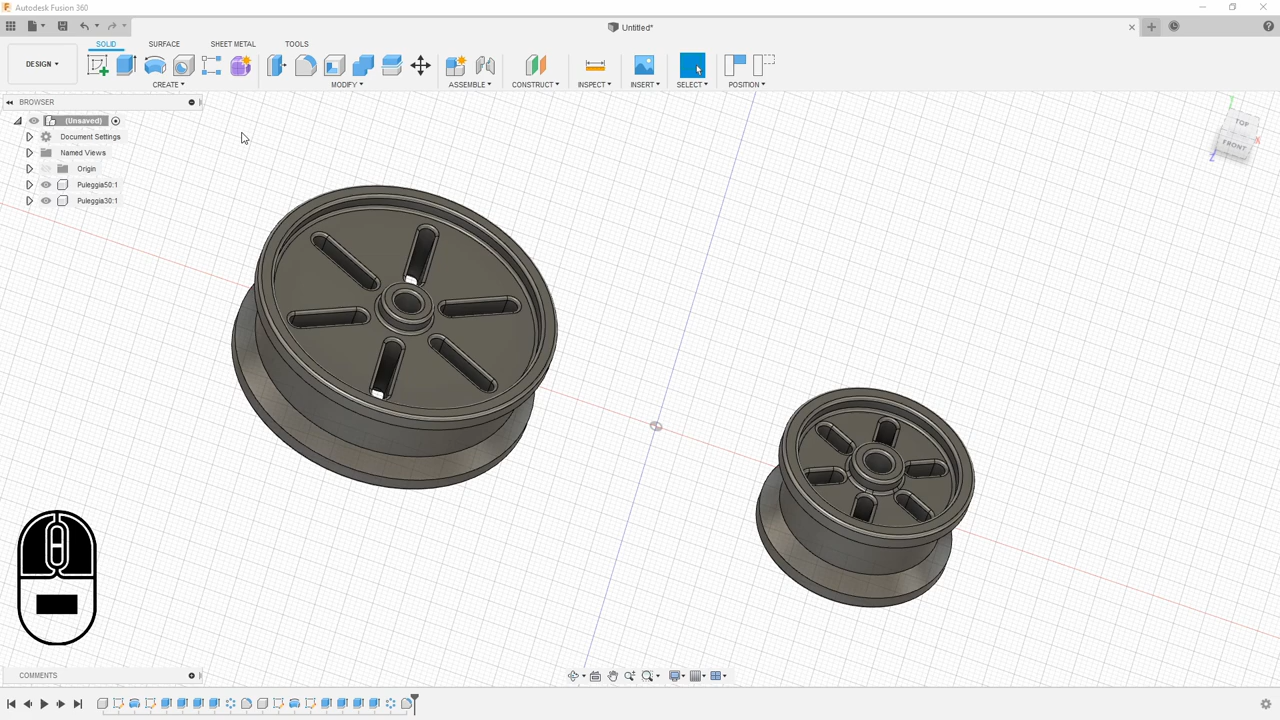 Autodesk Fusion 360
Untitled*
SOLID SURFACE SHEET METAL TOOLS
DESIGN
CREATE MODIFY ASSEMBLE CONSTRUCT INSPECT INSERT SELECT POSITION
BROWSER
(Unsaved)
Document Settings
Named Views
Origin
Puleggia50:1
Puleggia30:1
TOP
FRONT
X
Z
COMMENTS